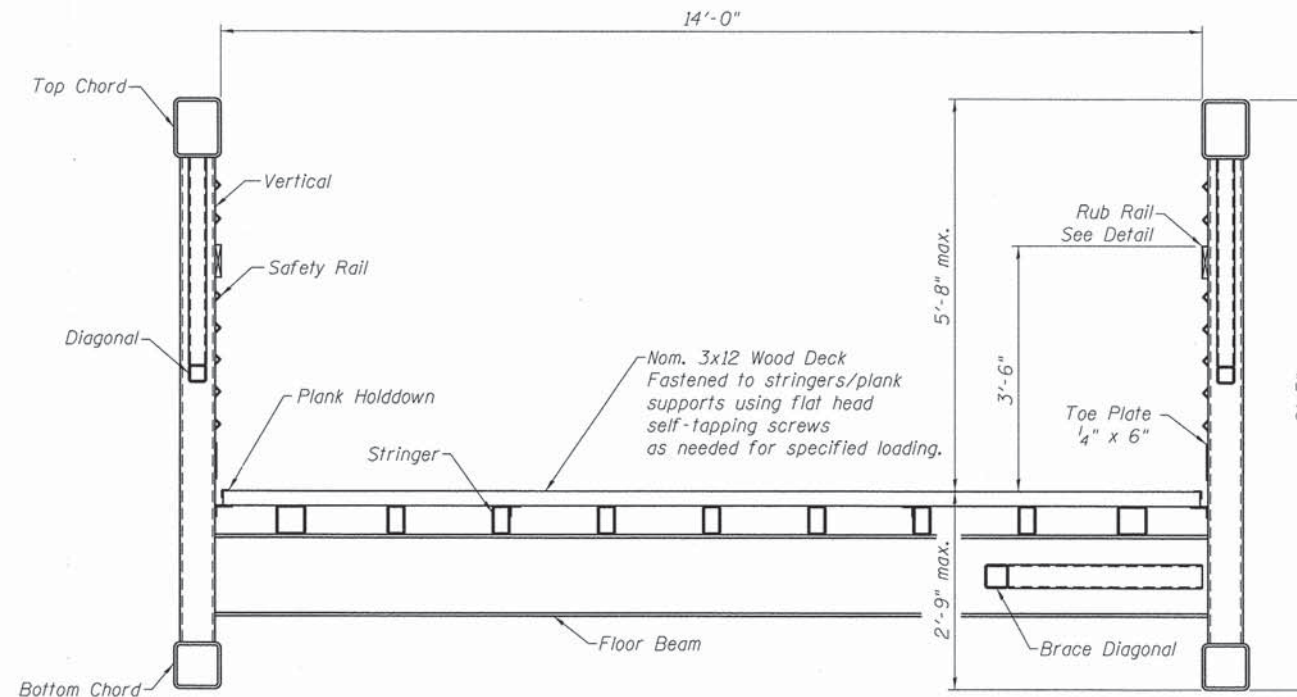 14'-0"
Top Chord
Vertical
Rub Rail
See Detail
Safety Rail
5'-8" max.
Diagonal
Nom. 3x12 Wood Deck
Fastened to stringers/plank
supports using flat head
self-tapping screws
as needed for specified loading.
3'-6"
Plank Holddown
Toe Plate
1/4" x 6"
Stringer
2'-9" max.
Floor Beam
Brace Diagonal
Bottom Chord